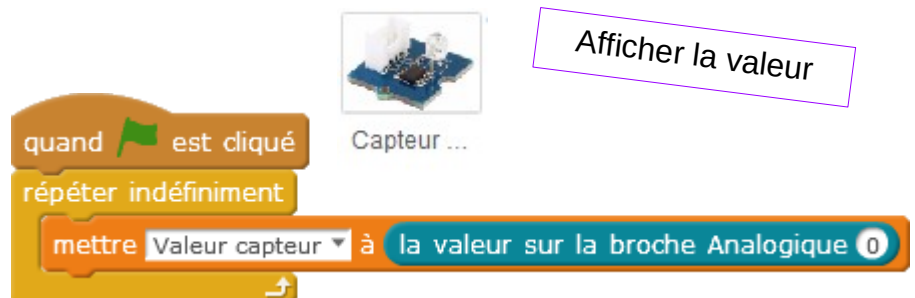 Afficher la valeur
Capteur ...
quand est cliqué
répéter indéfiniment
mettre Valeur capteur à la valeur sur la broche Analogique 0